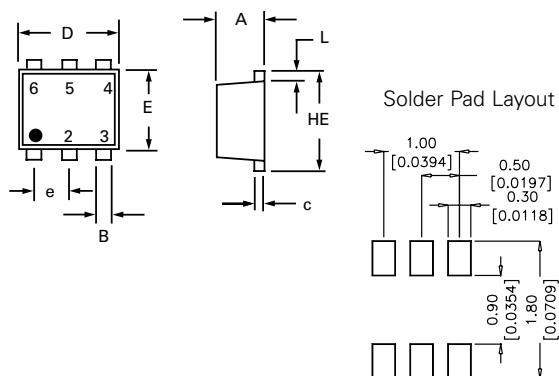 D
6 5 4
2 3
E
e
B
A
L
HE
c
Solder Pad Layout
1.00
[0.0394]
0.50
[0.0197]
0.30
[0.0118]
0.90
[0.0354]
1.80
[0.0709]